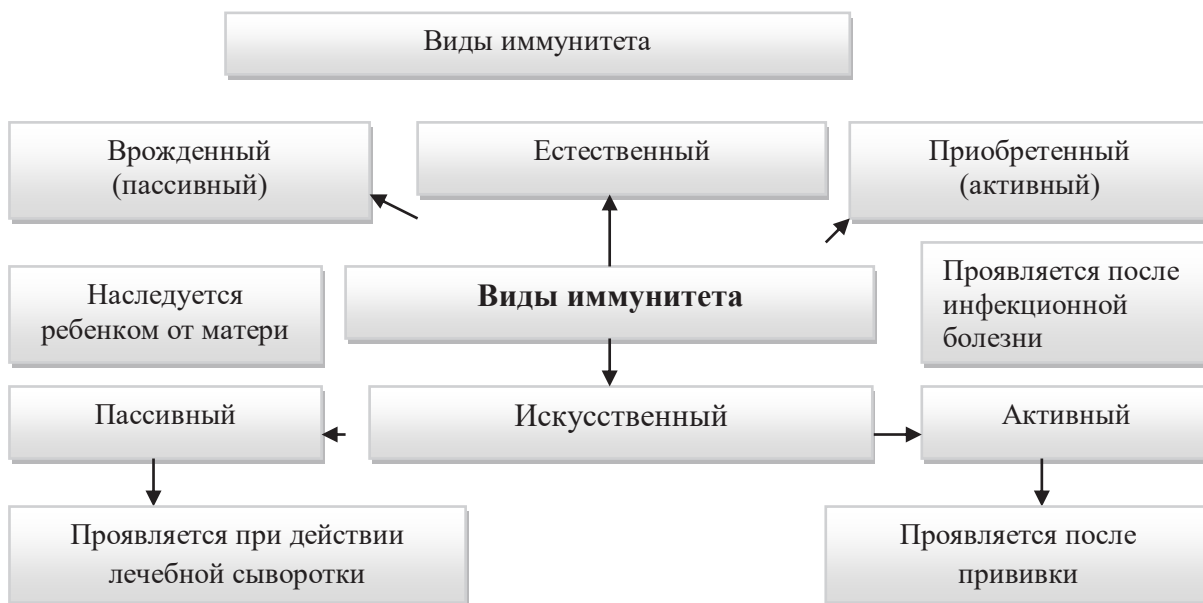 Виды иммунитета
Врожденный
(пассивный)
Естественный
Приобретенный
(активный)
Наследуется
ребенком от матери
Виды иммунитета
Проявляется после
инфекционной
болезни
Пассивный
Искусственный
Активный
Проявляется при действии
лечебной сыворотки
Проявляется после
прививки